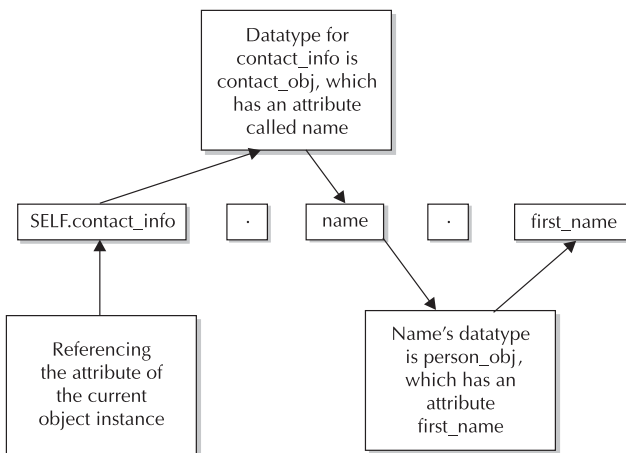 Datatype for
contact_info is
contact_obj, which
has an attribute
called name
SELF.contact_info
.
name
.
first_name
Referencing
the attribute of
the current
object instance
Name's datatype
is person_obj,
which has an
attribute
first_name